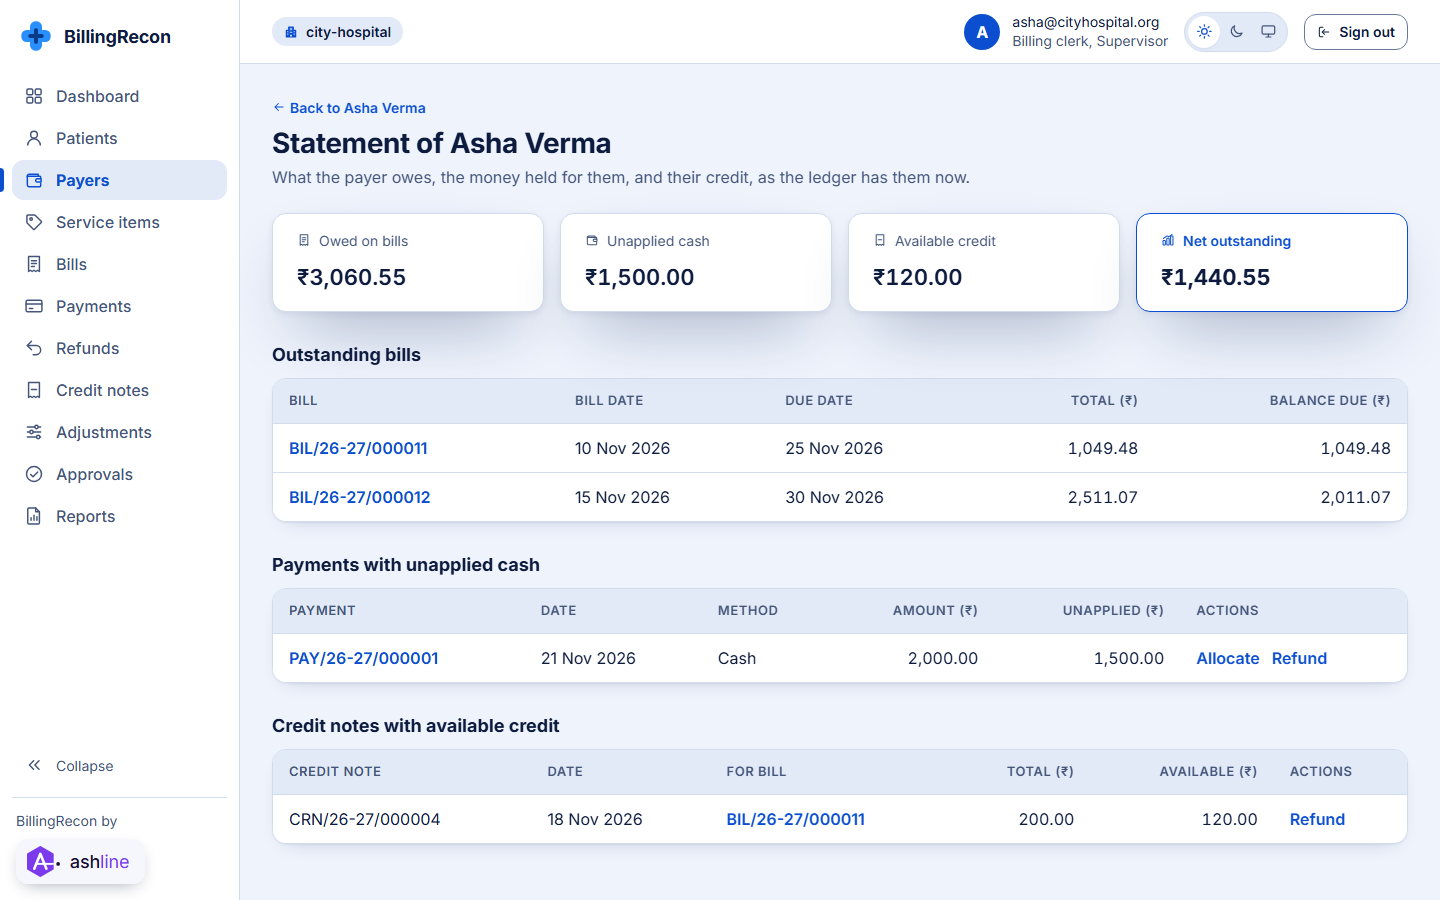 BillingRecon
Dashboard
Patients
Payers
Service items
Bills
Payments
Refunds
Credit notes
Adjustments
Approvals
Reports
Collapse
BillingRecon by
A ashline
city-hospital
A
asha@cityhospital.org
Billing clerk, Supervisor
Sign out
← Back to Asha Verma
Statement of Asha Verma
What the payer owes, the money held for them, and their credit, as the ledger has them now.
Owed on bills
₹3,060.55
Unapplied cash
₹1,500.00
Available credit
₹120.00
Net outstanding
₹1,440.55
Outstanding bills
BILL BILL DATE DUE DATE TOTAL (₹) BALANCE DUE (₹)
BIL/26-27/000011 10 Nov 2026 25 Nov 2026 1,049.48 1,049.48
BIL/26-27/000012 15 Nov 2026 30 Nov 2026 2,511.07 2,011.07
Payments with unapplied cash
PAYMENT DATE METHOD AMOUNT (₹) UNAPPLIED (₹) ACTIONS
PAY/26-27/000001 21 Nov 2026 Cash 2,000.00 1,500.00 Allocate Refund
Credit notes with available credit
CREDIT NOTE DATE FOR BILL TOTAL (₹) AVAILABLE (₹) ACTIONS
CRN/26-27/000004 18 Nov 2026 BIL/26-27/000011 200.00 120.00 Refund